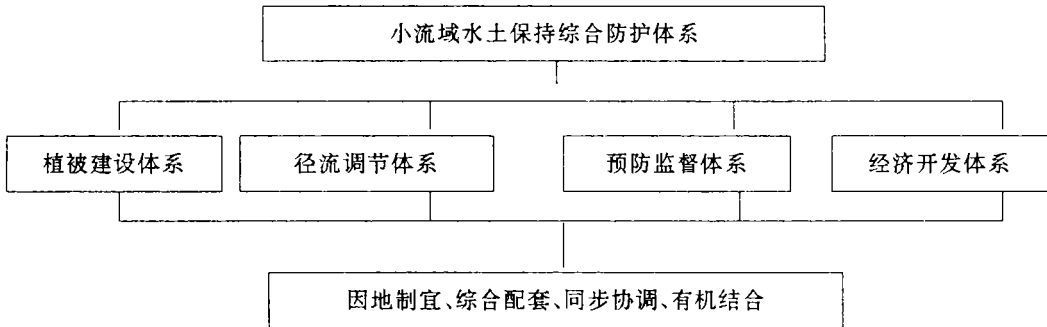 小流域水土保持综合防护体系
植被建设体系
径流调节体系
预防监督体系
经济开发体系
因地制宜、综合配套、同步协调、有机结合